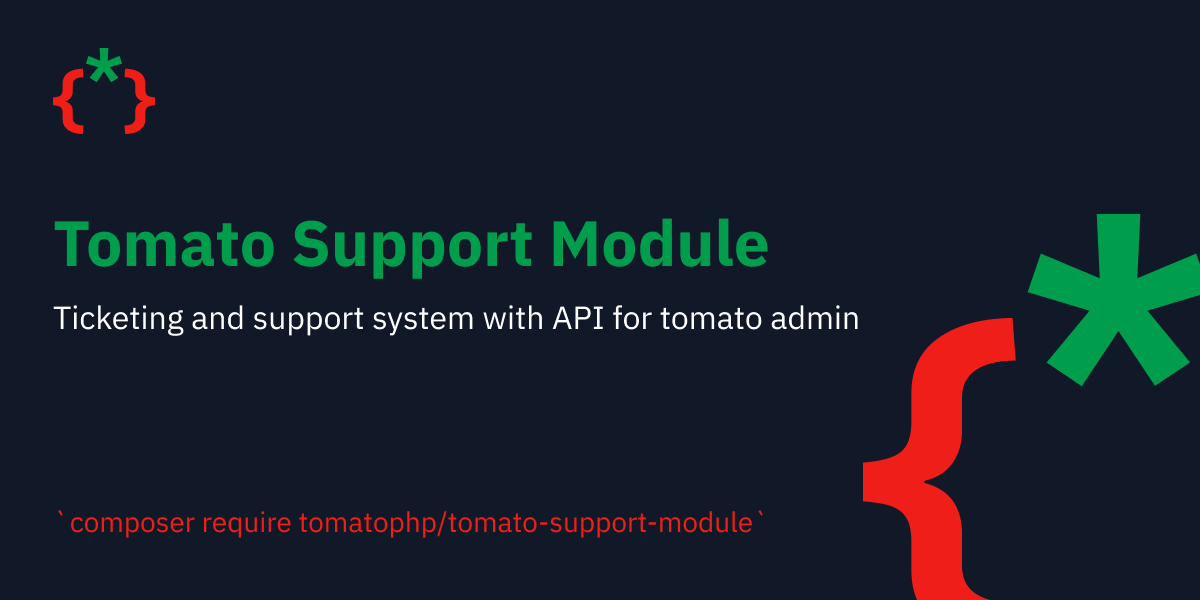 {*}
Tomato Support Module
Ticketing and support system with API for tomato admin
`composer require tomatophp/tomato-support-module`